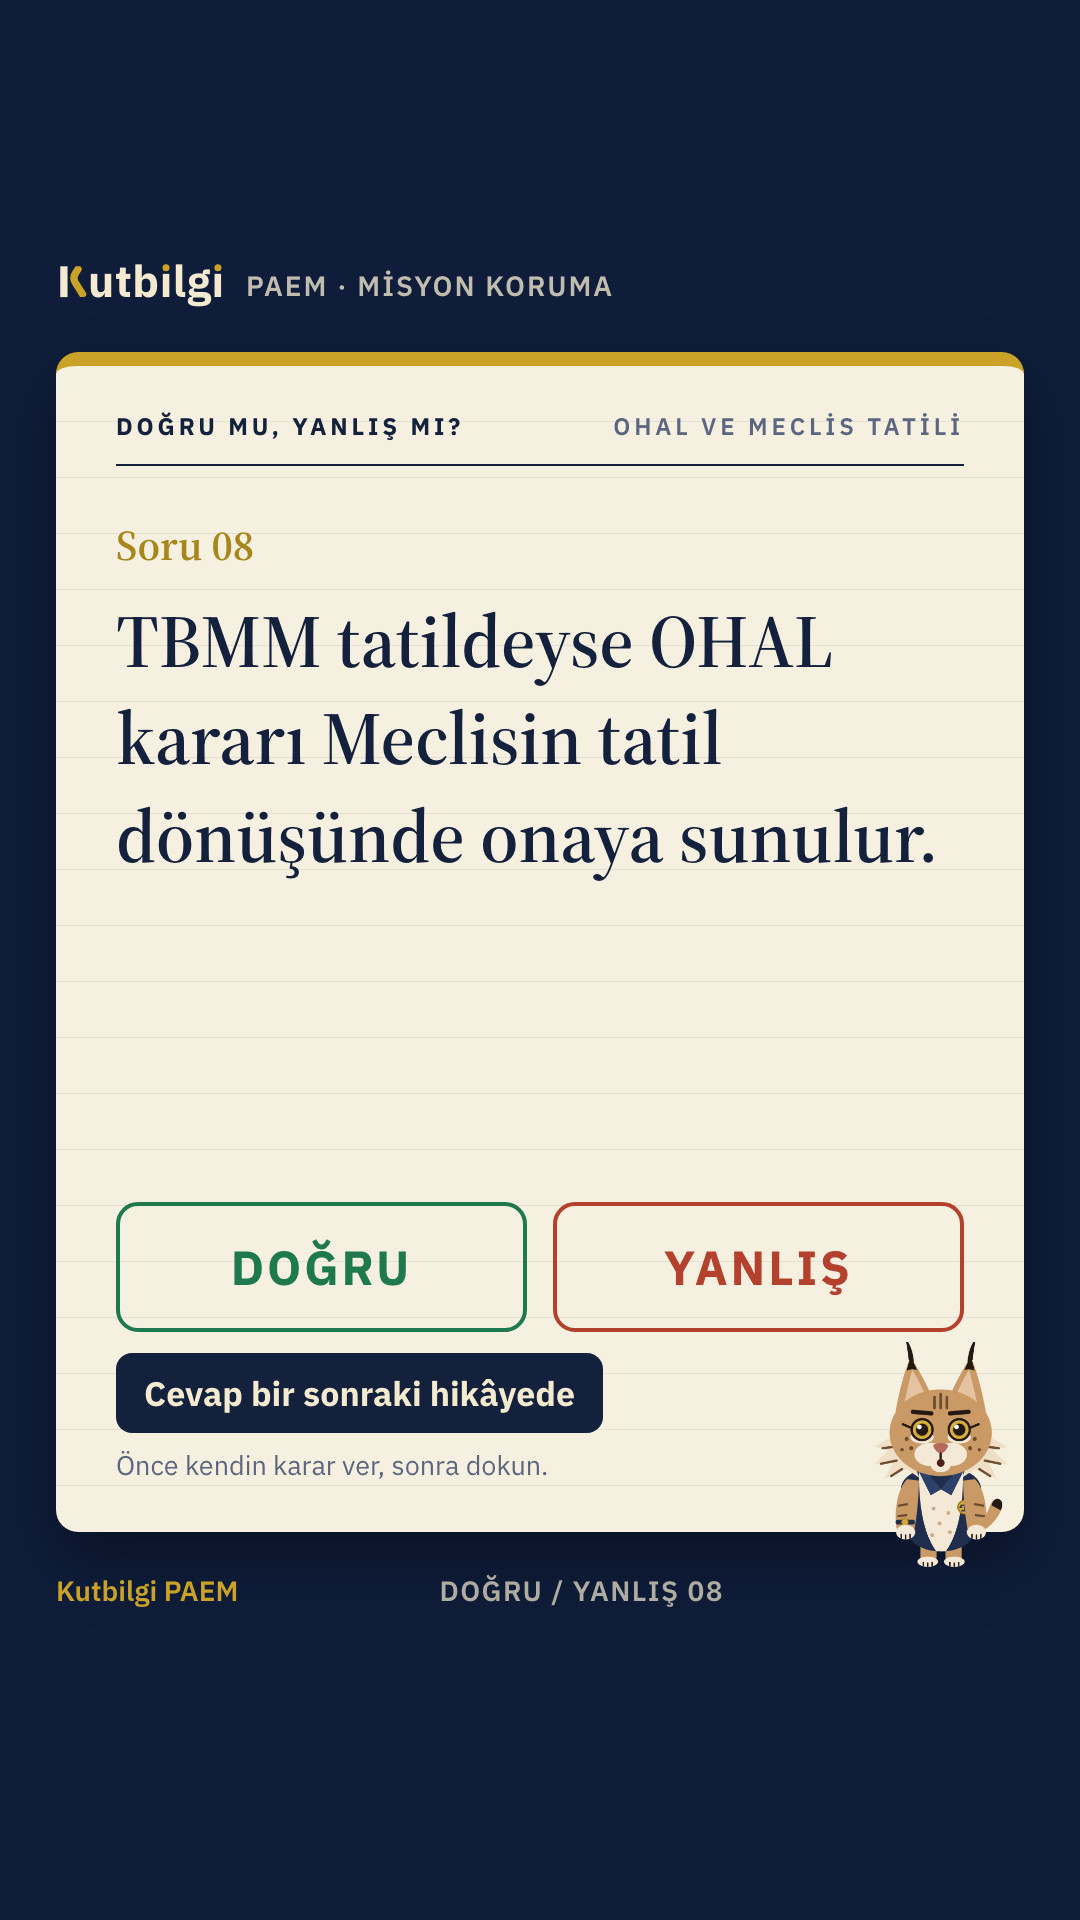 Kutbilgi PAEM · MİSYON KORUMA
DOĞRU MU, YANLIŞ MI? OHAL VE MECLİS TATİLİ
Soru 08
TBMM tatildeyse OHAL
kararı Meclisin tatil
dönüşünde onaya sunulur.
DOĞRU YANLIŞ
Cevap bir sonraki hikâyede
Önce kendin karar ver, sonra dokun.
Kutbilgi PAEM DOĞRU / YANLIŞ 08